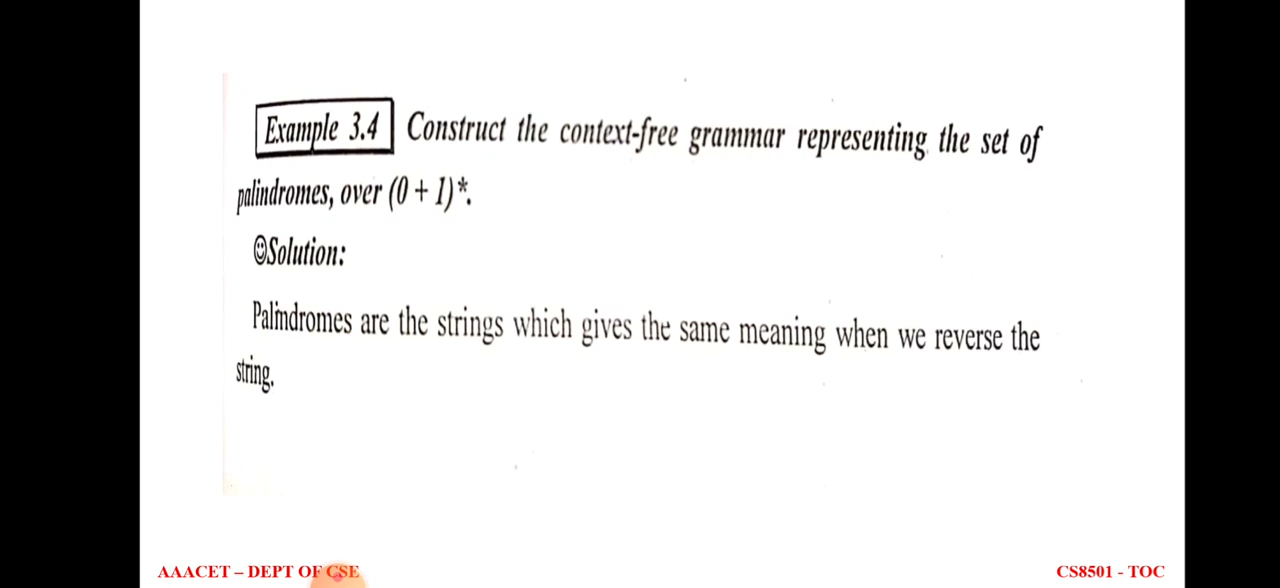 Example 3.4 Construct the context-free grammar representing the set of
palindromes, over (0 + 1)*.
☺Solution:
Palindromes are the strings which gives the same meaning when we reverse the
string.
AAACET – DEPT OF CSE
CS8501 - TOC